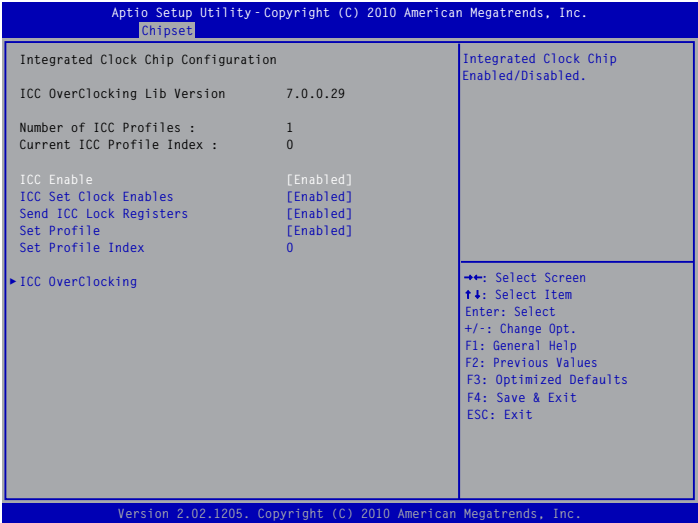 Aptio Setup Utility - Copyright (C) 2010 American Megatrends, Inc.
Chipset
Integrated Clock Chip Configuration
ICC OverClocking Lib Version 7.0.0.29
Number of ICC Profiles : 1
Current ICC Profile Index : 0
ICC Enable [Enabled]
ICC Set Clock Enables [Enabled]
Send ICC Lock Registers [Enabled]
Set Profile [Enabled]
Set Profile Index 0
►ICC OverClocking
Integrated Clock Chip
Enabled/Disabled.
→←: Select Screen
↑↓: Select Item
Enter: Select
+/-: Change Opt.
F1: General Help
F2: Previous Values
F3: Optimized Defaults
F4: Save & Exit
ESC: Exit
Version 2.02.1205. Copyright (C) 2010 American Megatrends, Inc.